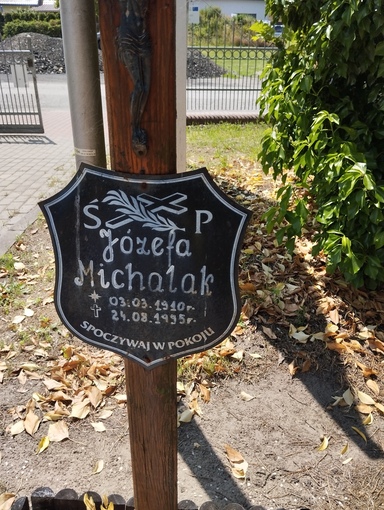 Ś P
Józefa
Michalak
03.03.1910r.
24.08.1995r.
SPOCZYWAJ W POKOJU